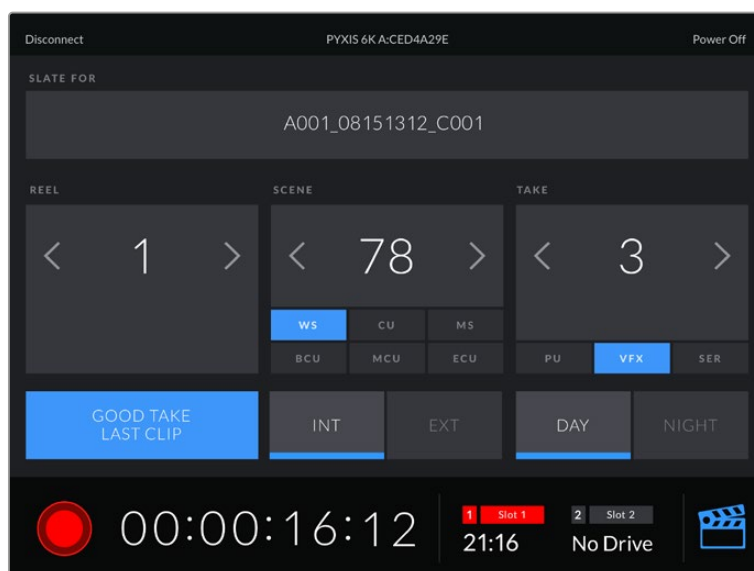 Disconnect PYXIS 6K A:CED4A29E Power Off
SLATE FOR
A001_08151312_C001
REEL SCENE TAKE
1 78 3
WS CU MS
BCU MCU ECU PU VFX SER
GOOD TAKE
LAST CLIP
INT EXT DAY NIGHT
00:00:16:12
1 Slot 1 2 Slot 2
21:16 No Drive